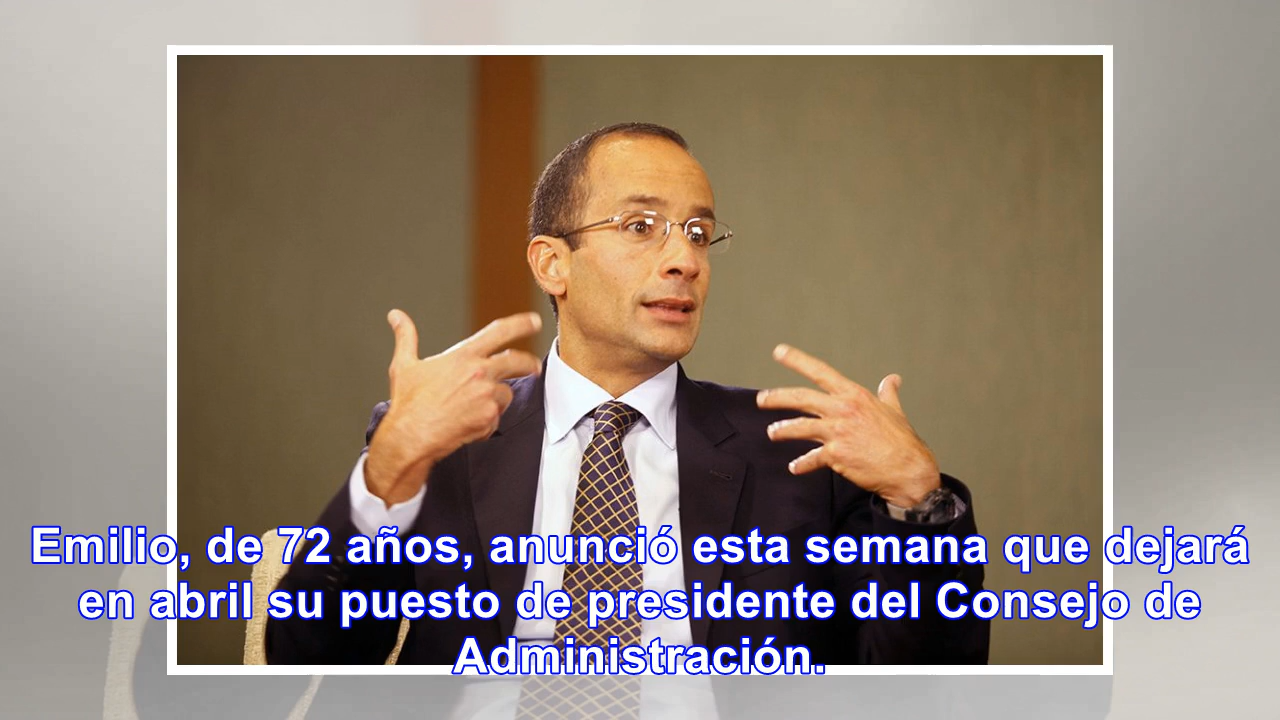 Emilio, de 72 años, anunció esta semana que dejará
en abril su puesto de presidente del Consejo de
Administración.